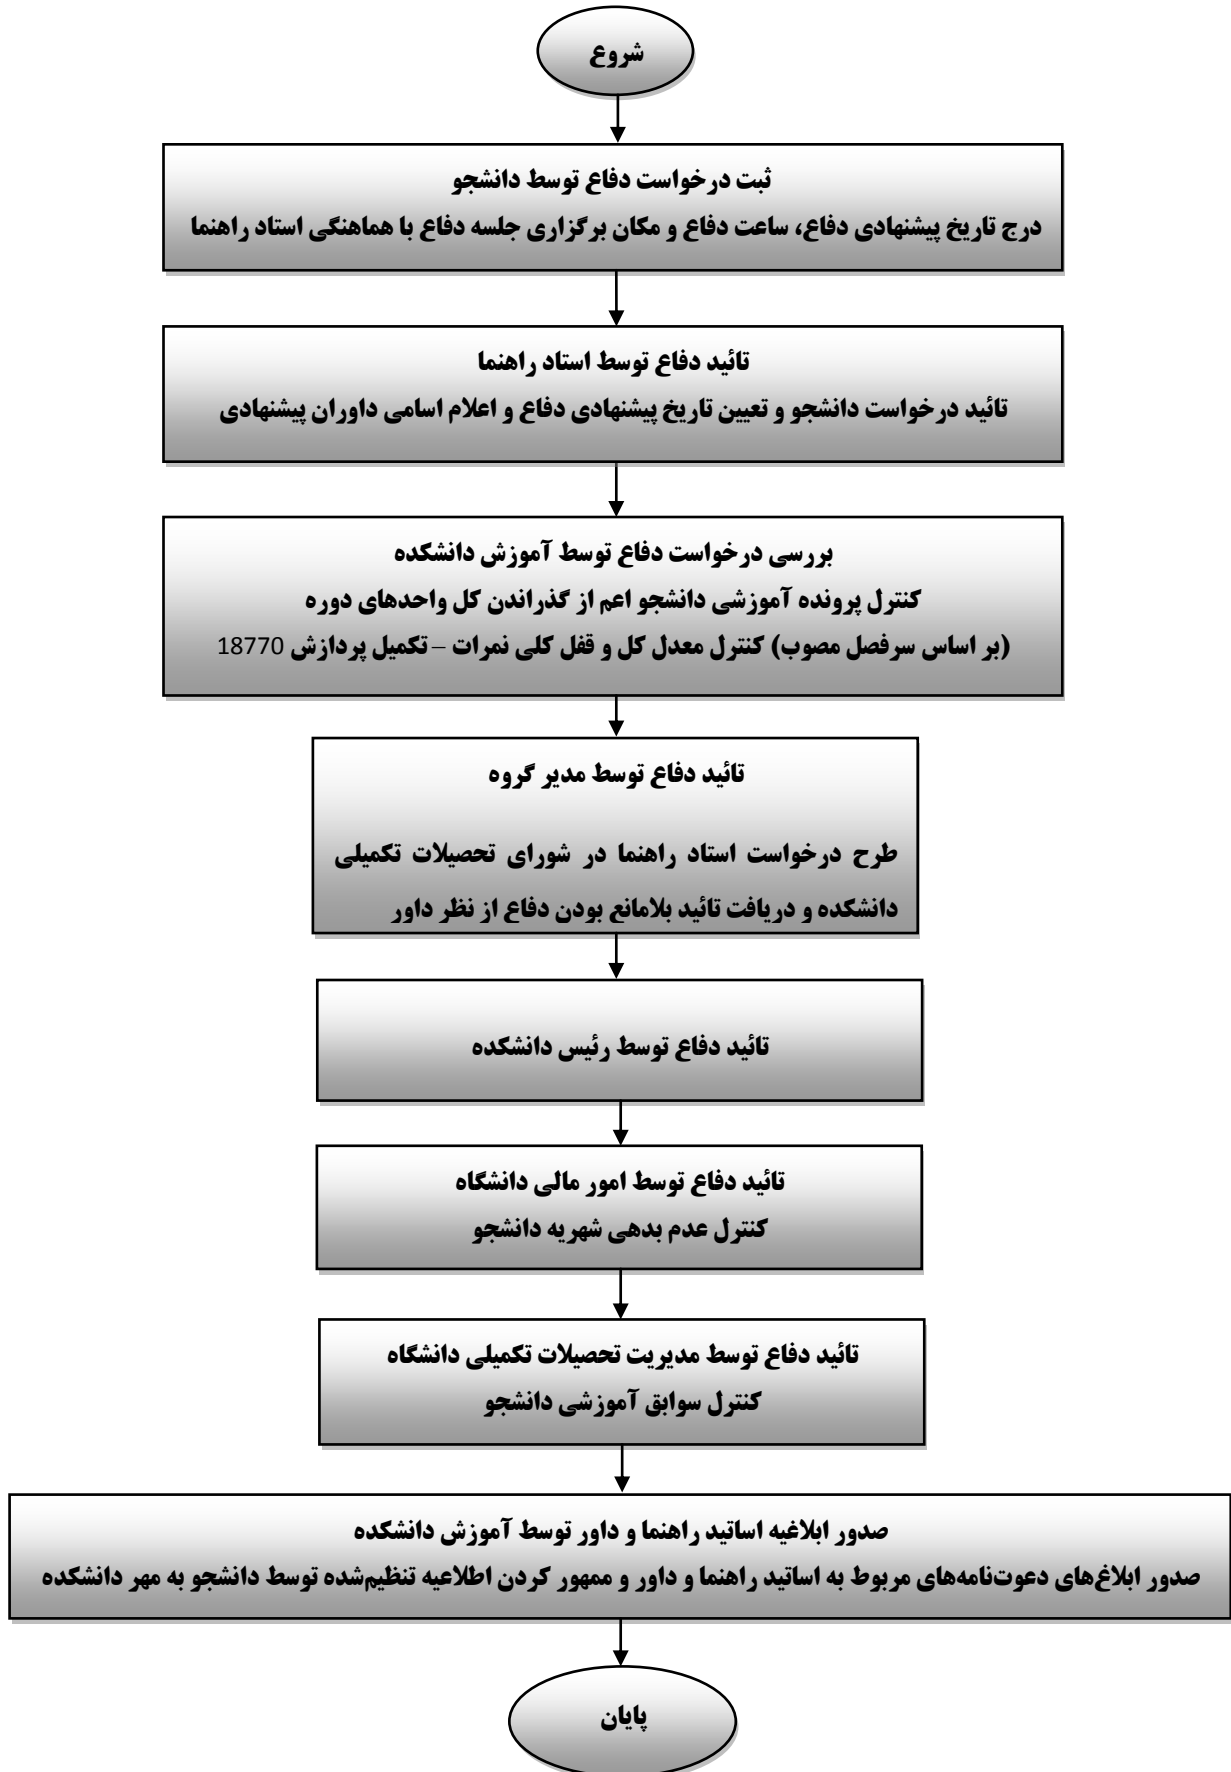 شروع
ثبت درخواست دفاع توسط دانشجو
درج تاریخ پیشنهادی دفاع، ساعت دفاع و مکان برگزاری جلسه دفاع با هماهنگی استاد راهنما
تائید دفاع توسط استاد راهنما
تائید درخواست دانشجو و تعیین تاریخ پیشنهادی دفاع و اعلام اسامی داوران پیشنهادی
بررسی درخواست دفاع توسط آموزش دانشکده
کنترل پرونده آموزشی دانشجو اعم از گذراندن کل واحدهای دوره
(بر اساس سرفصل مصوب) کنترل معدل کل و قفل کلی نمرات – تکمیل پردازش 18770
تائید دفاع توسط مدیر گروه
طرح درخواست استاد راهنما در شورای تحصیلات تکمیلی
دانشکده و دریافت تائید بلامانع بودن دفاع از نظر داور
تائید دفاع توسط رئیس دانشکده
تائید دفاع توسط امور مالی دانشگاه
کنترل عدم بدهی شهریه دانشجو
تائید دفاع توسط مدیریت تحصیلات تکمیلی دانشگاه
کنترل سوابق آموزشی دانشجو
صدور ابلاغیه اساتید راهنما و داور توسط آموزش دانشکده
صدور ابلاغ‌های دعوت‌نامه‌های مربوط به اساتید راهنما و داور و ممهور کردن اطلاعیه تنظیم‌شده توسط دانشجو به مهر دانشکده
پایان